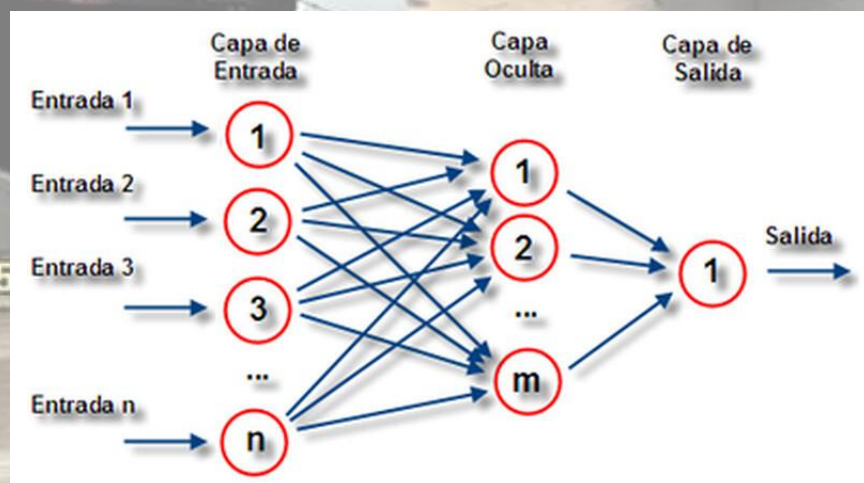 Capa de
Entrada
Capa
Oculta
Capa de
Salida
Entrada 1
1
1
Entrada 2
2
2
Salida
1
Entrada 3
3
...
...
m
Entrada n
n